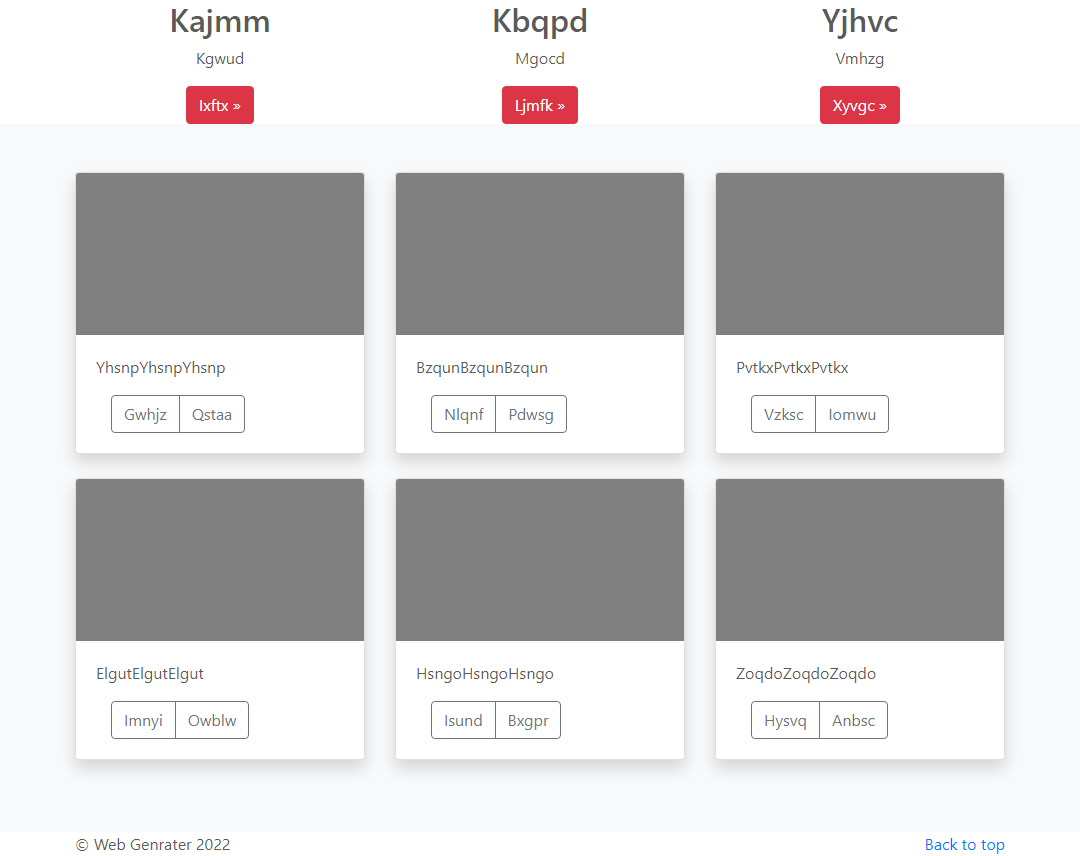 Kajmm Kbqpd Yjhvc
Kgwud Mgocd Vmhzg
Ixftx » Ljmfk » Xyvgc »
YhsnpYhsnpYhsnp BzqunBzqunBzqun PvtkxPvtkxPvtkx
Gwhjz Qstaa Nlqnf Pdwsg Vzksc Iomwu
ElgutElgutElgut HsngoHsngoHsngo ZoqdoZoqdoZoqdo
Imnyi Owblw Isund Bxgpr Hysvq Anbsc
© Web Genrater 2022 Back to top